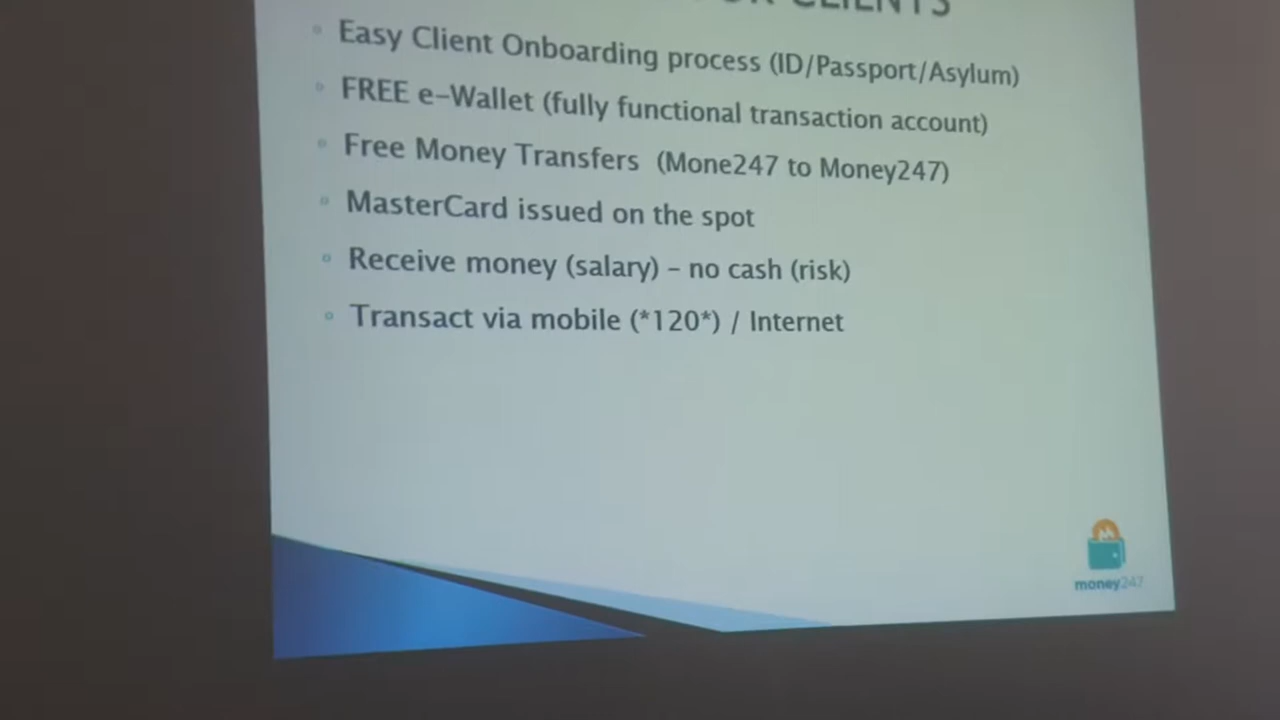 CLIENTS
Easy Client Onboarding process (ID/Passport/Asylum)
FREE e-Wallet (fully functional transaction account)
Free Money Transfers (Mone247 to Money247)
MasterCard issued on the spot
Receive money (salary) – no cash (risk)
Transact via mobile (*120*) / Internet
money247